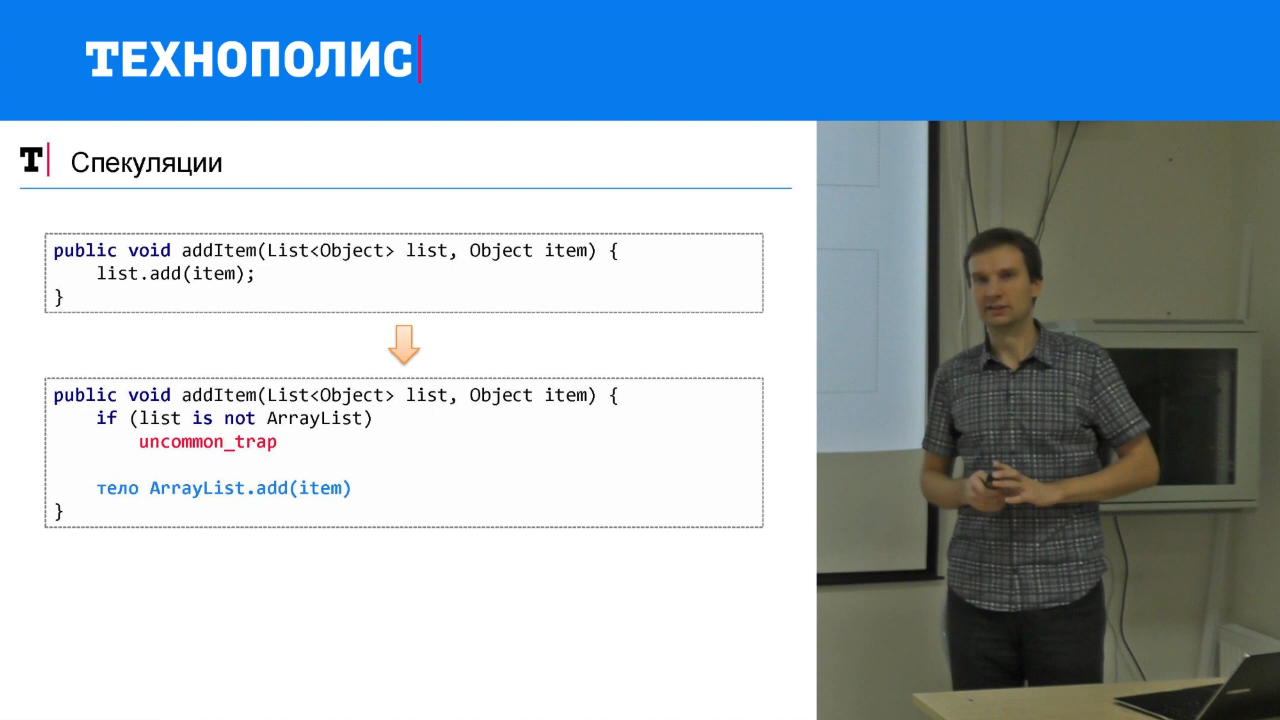 ТЕХНОПОЛИС
Т Спекуляции
public void addItem(List<Object> list, Object item) {
    list.add(item);
}
public void addItem(List<Object> list, Object item) {
    if (list is not ArrayList)
        uncommon_trap
    тело ArrayList.add(item)
}